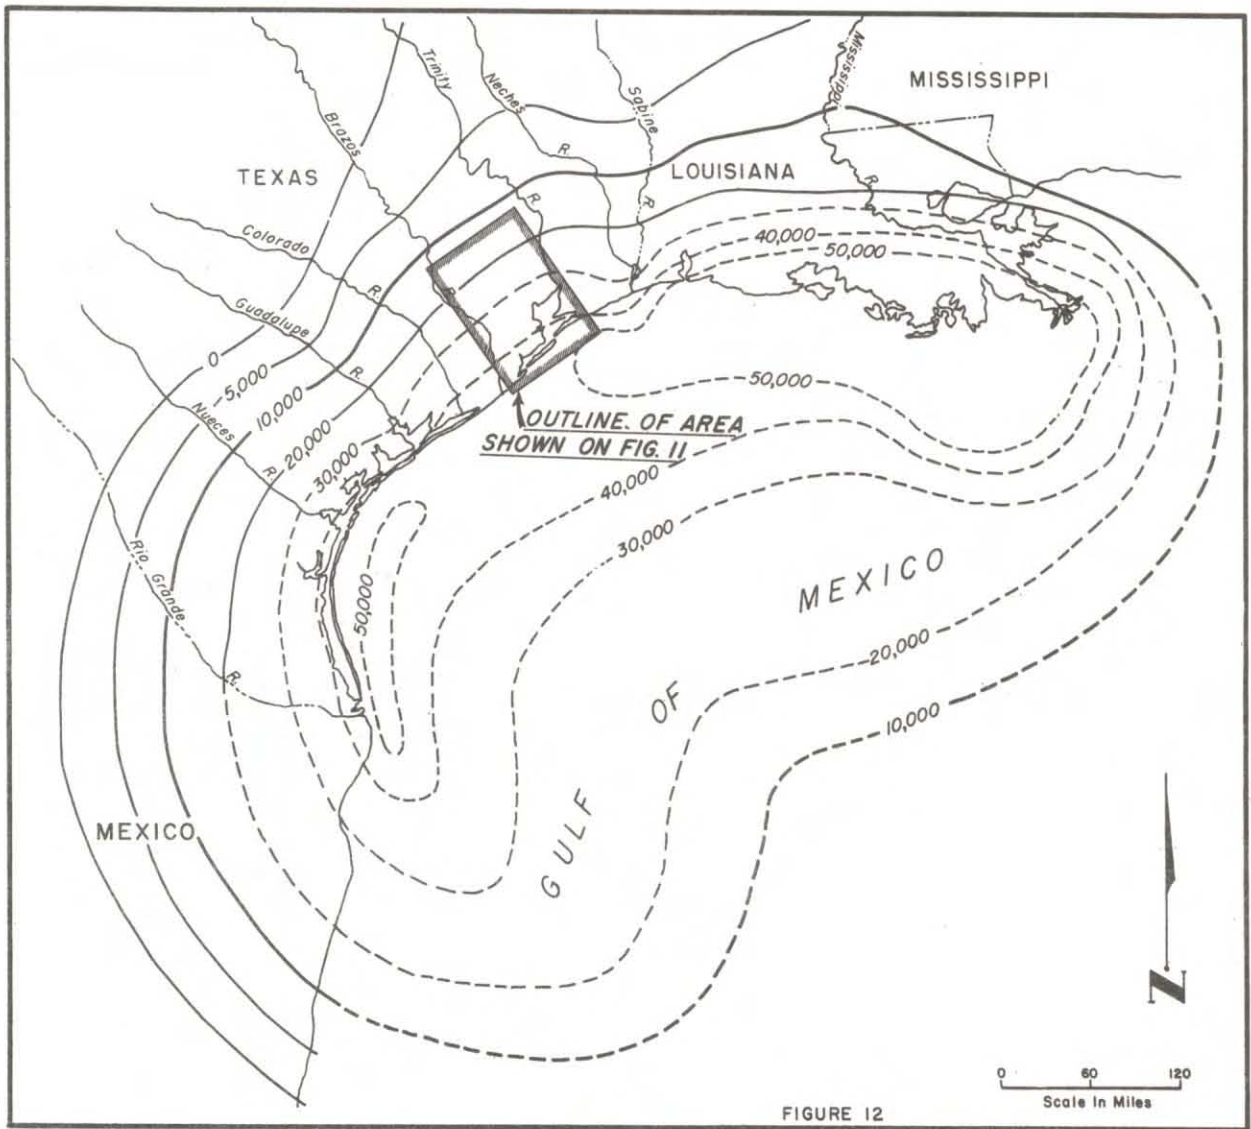 MISSISSIPPI
Mississippi
R.
Trinity
R.
Neches
R.
Sabine
R.
Brazos
R.
TEXAS
LOUISIANA
Colorado
R.
Guadalupe
R.
Nueces
R.
Rio Grande
R.
40,000
50,000
0
5,000
10,000
20,000
30,000
50,000
OUTLINE. OF AREA
SHOWN ON FIG. 11
40,000
30,000
50,000
20,000
10,000
GULF OF MEXICO
MEXICO
N
0 60 120
Scale In Miles
FIGURE 12